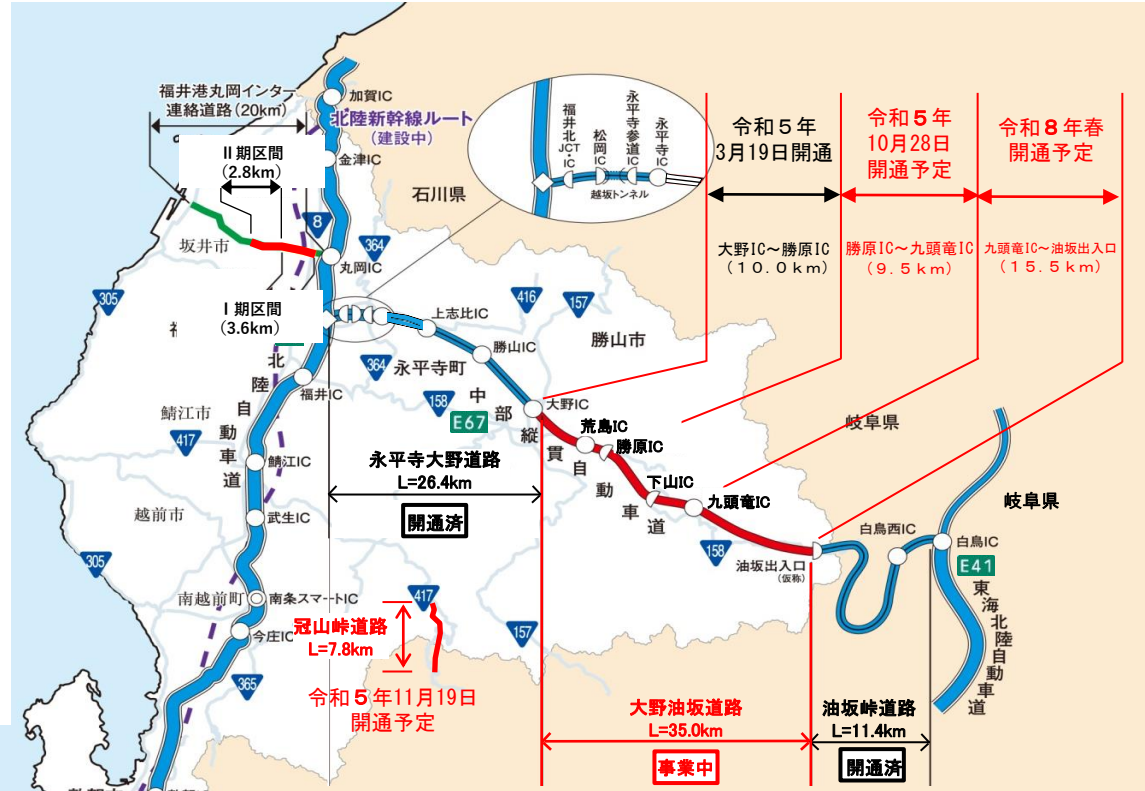 福井港丸岡インター
連絡道路(20km)
加賀IC
北陸新幹線ルート
(建設中)
金津IC
Ⅱ期区間
(2.8km)
石川県
8
坂井市
364
丸岡IC
305
Ⅰ期区間
(3.6km)
福井北
JCT・IC
松岡
IC
永平寺参道
IC
永平寺
IC
越坂トンネル
令和5年
3月19日開通
令和5年
10月28日
開通予定
令和8年春
開通予定
大野IC～勝原IC
(10.0km)
勝原IC～九頭竜IC
(9.5km)
九頭竜IC～油坂出入口
(15.5km)
416
157
上志比IC
勝山IC
勝山市
364
永平寺町
158
E67
中部縦貫自動車道
大野IC
荒島IC
勝原IC
下山IC
九頭竜IC
158
油坂出入口
(仮称)
岐阜県
岐阜県
白鳥西IC
白鳥IC
E41
東海北陸自動車道
北陸自動車道
福井IC
鯖江市
417
鯖江IC
永平寺大野道路
L=26.4km
開通済
越前市
武生IC
305
南越前町
南条スマートIC
今庄IC
365
417
冠山峠道路
L=7.8km
令和5年11月19日
開通予定
157
大野油坂道路
L=35.0km
事業中
油坂峠道路
L=11.4km
開通済